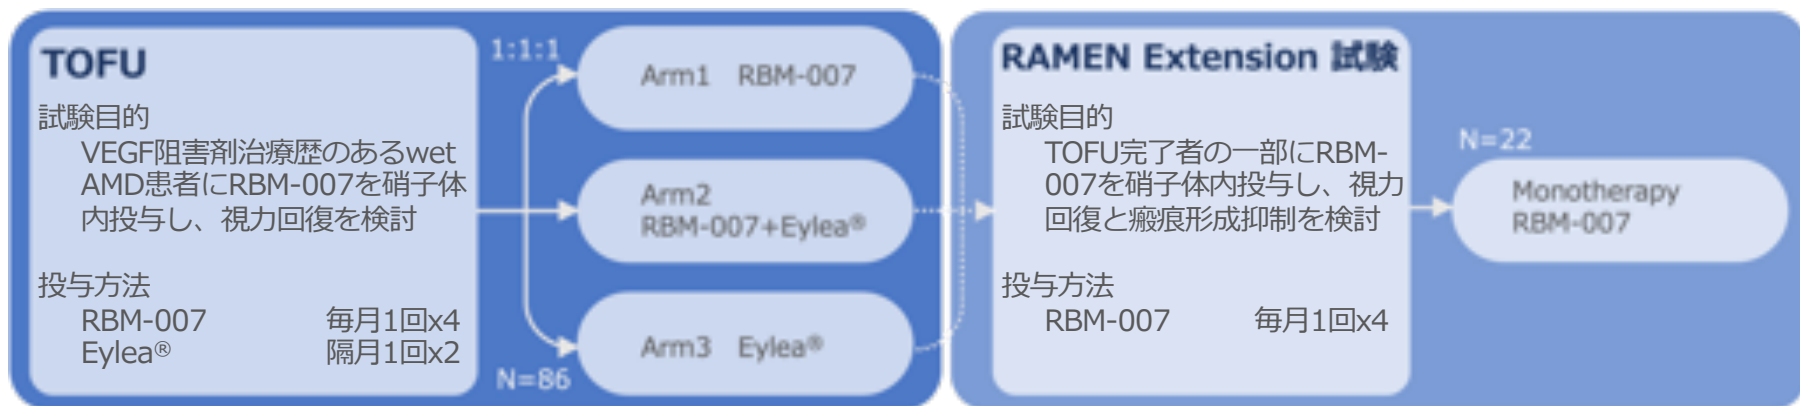 TOFU
試験目的
VEGF阻害剤治療歴のあるwet
AMD患者にRBM-007を硝子体
内投与し、視力回復を検討
投与方法
RBM-007 毎月1回x4
Eylea® 隔月1回x2
1:1:1
Arm1 RBM-007
Arm2
RBM-007+Eylea®
Arm3 Eylea®
N=86
RAMEN Extension 試験
試験目的
TOFU完了者の一部にRBM-
007を硝子体内投与し、視力
回復と瘢痕形成抑制を検討
投与方法
RBM-007 毎月1回x4
N=22
Monotherapy
RBM-007